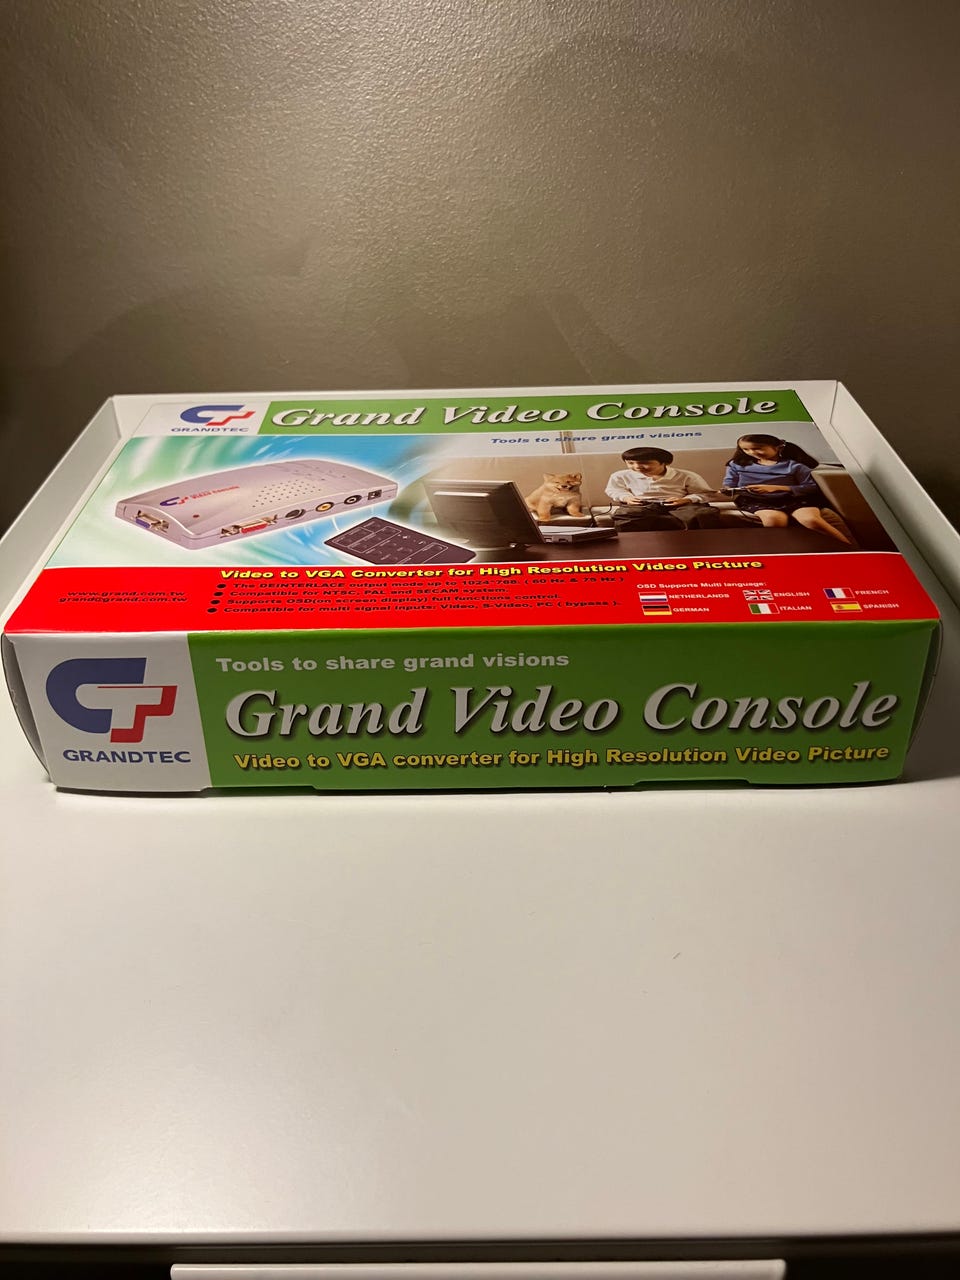 GRANDTEC
Grand Video Console
Tools to share grand visions
Video Console
Video to VGA Converter for High Resolution Video Picture
● The DEINTERLACE output mode up to 1024*768. ( 60 Hz & 75 Hz )
● Compatible for NTSC, PAL and SECAM system.
● Supports OSD(on screen display) full functions control.
● Compatible for multi signal inputs: Video, S-Video, PC ( bypass ).
www.grand.com.tw
grand@grand.com.tw
OSD Supports Multi language:
NETHERLANDS ENGLISH FRENCH
GERMAN ITALIAN SPANISH
GRANDTEC
Tools to share grand visions
Grand Video Console
Video to VGA converter for High Resolution Video Picture